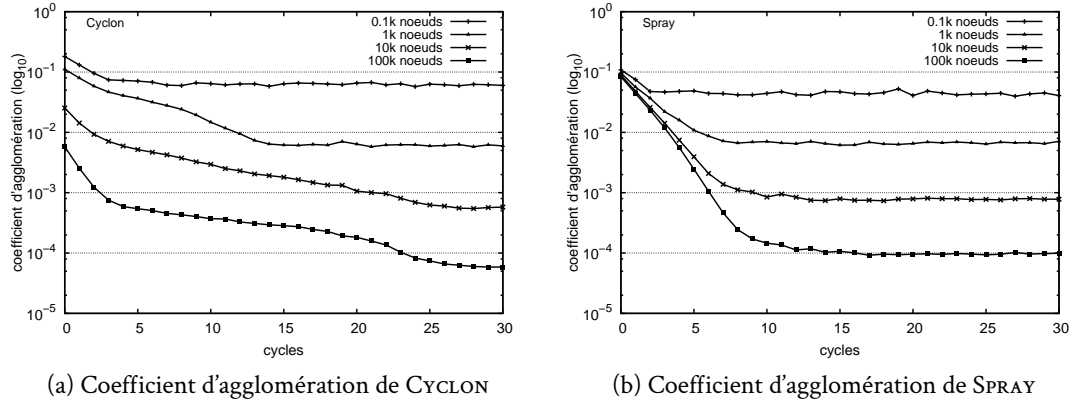 coefficient d'agglomération (log10)
10^0
10^-1
10^-2
10^-3
10^-4
10^-5
Cyclon
0.1k noeuds
1k noeuds
10k noeuds
100k noeuds
0 5 10 15 20 25 30
cycles
(a) Coefficient d'agglomération de CYCLON
coefficient d'agglomération (log10)
10^0
10^-1
10^-2
10^-3
10^-4
10^-5
Spray
0.1k noeuds
1k noeuds
10k noeuds
100k noeuds
0 5 10 15 20 25 30
cycles
(b) Coefficient d'agglomération de SPRAY